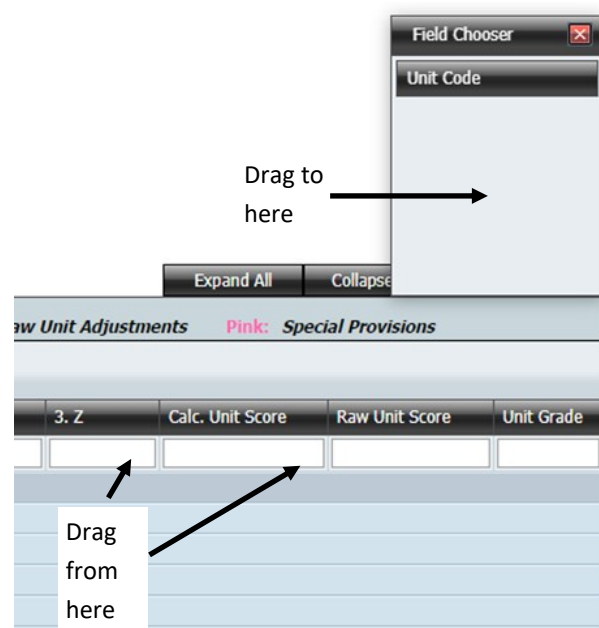 Field Chooser
Unit Code
Drag to
here
Expand All Collapse
aw Unit Adjustments Pink: Special Provisions
3. Z Calc. Unit Score Raw Unit Score Unit Grade
Drag
from
here